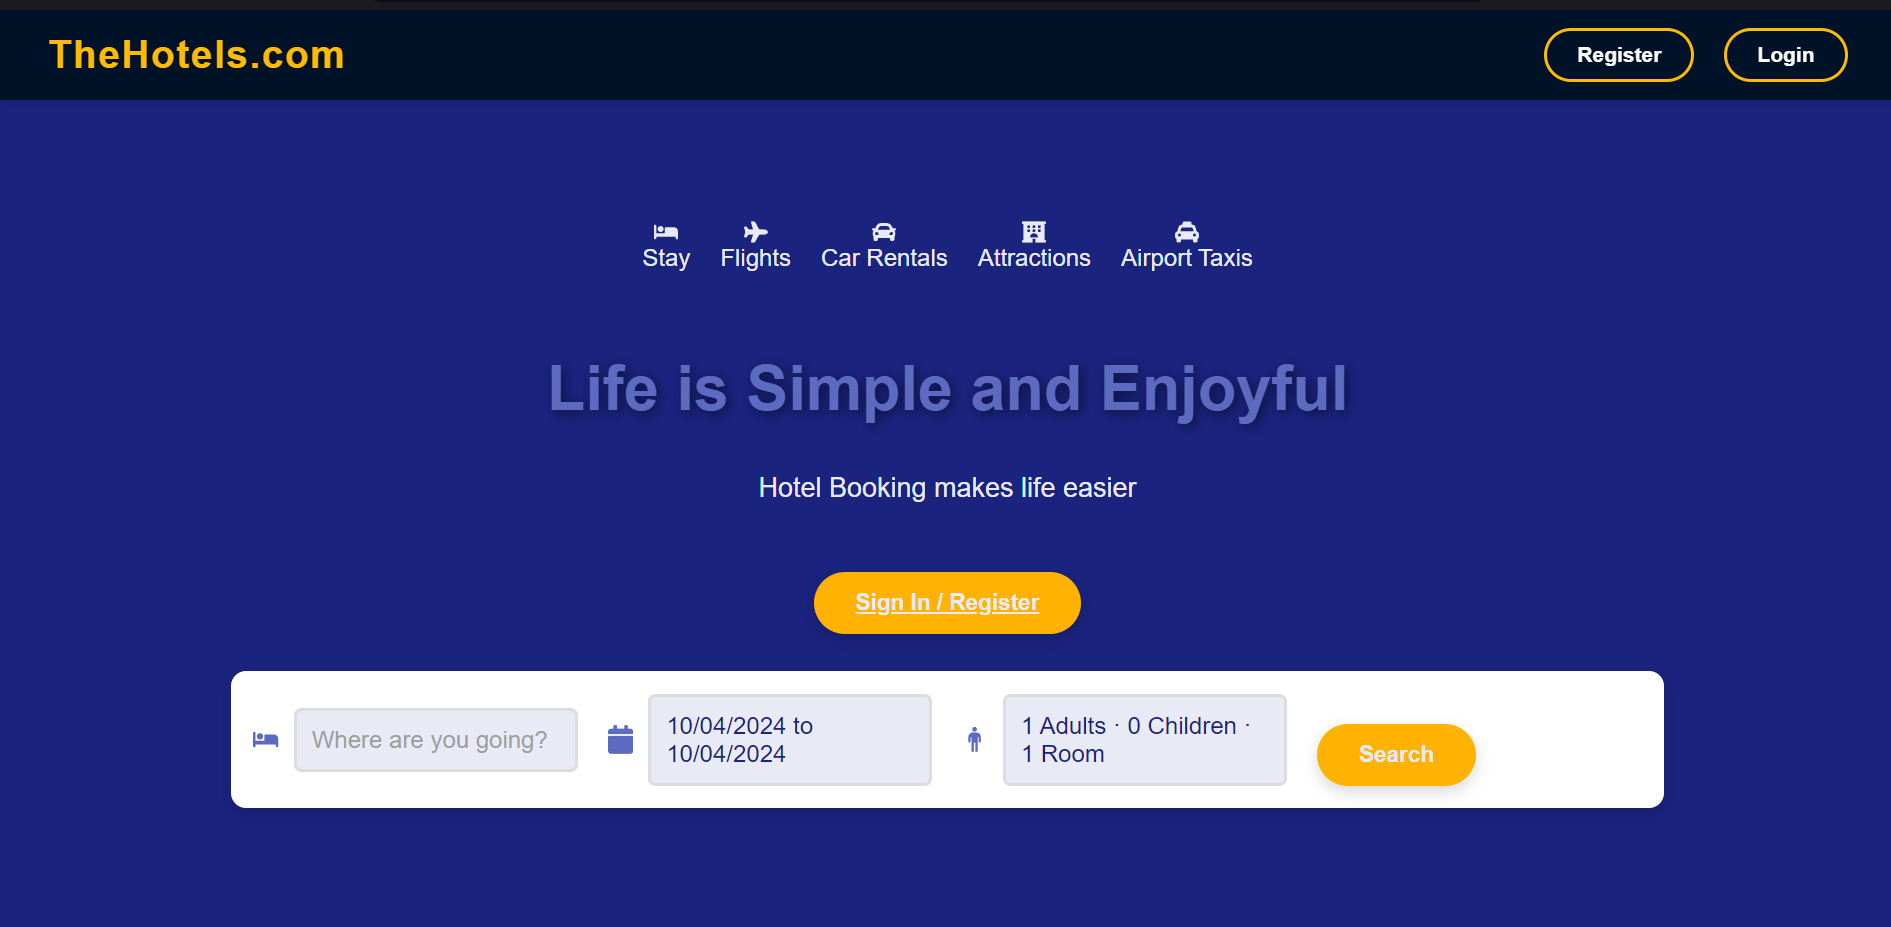 TheHotels.com
Register
Login
Stay
Flights
Car Rentals
Attractions
Airport Taxis
Life is Simple and Enjoyful
Hotel Booking makes life easier
Sign In / Register
Where are you going?
10/04/2024 to
10/04/2024
1 Adults · 0 Children ·
1 Room
Search